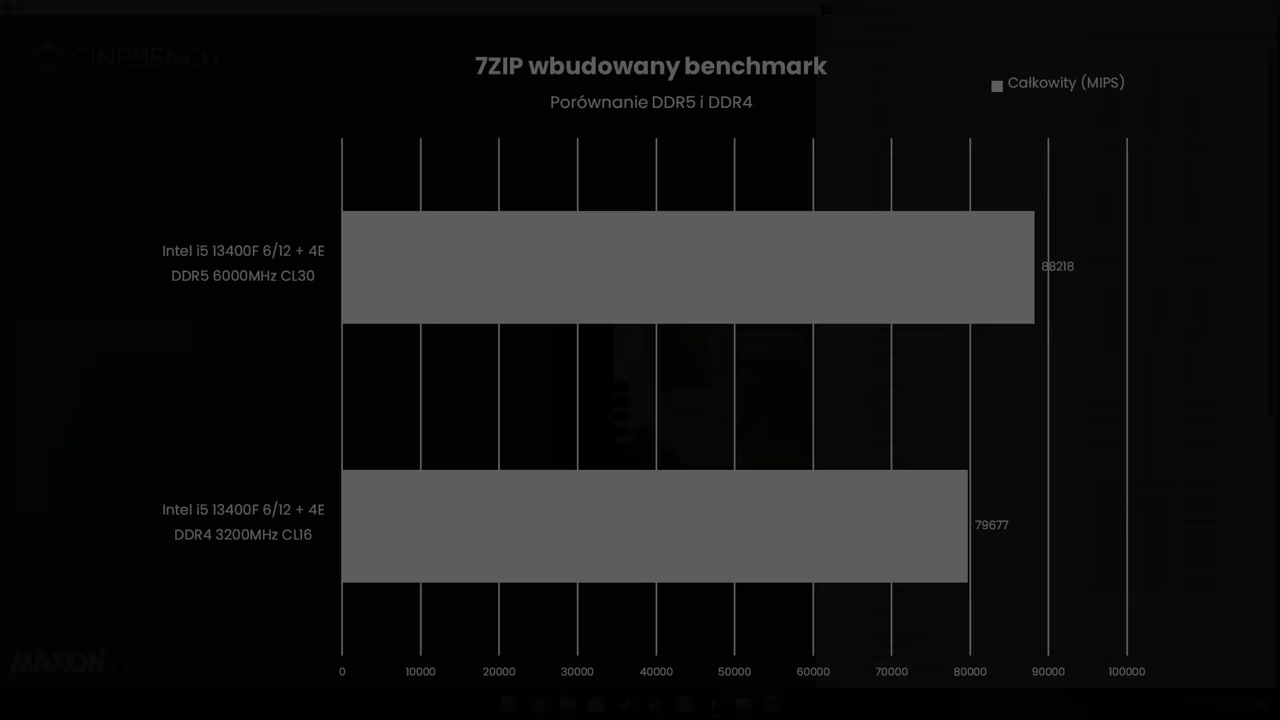 CINEBENCH
7ZIP wbudowany benchmark
Porównanie DDR5 i DDR4
Całkowity (MIPS)
Intel i5 13400F 6/12 + 4E
DDR5 6000MHz CL30
88218
Intel i5 13400F 6/12 + 4E
DDR4 3200MHz CL16
79677
MAXON
0 10000 20000 30000 40000 50000 60000 70000 80000 90000 100000